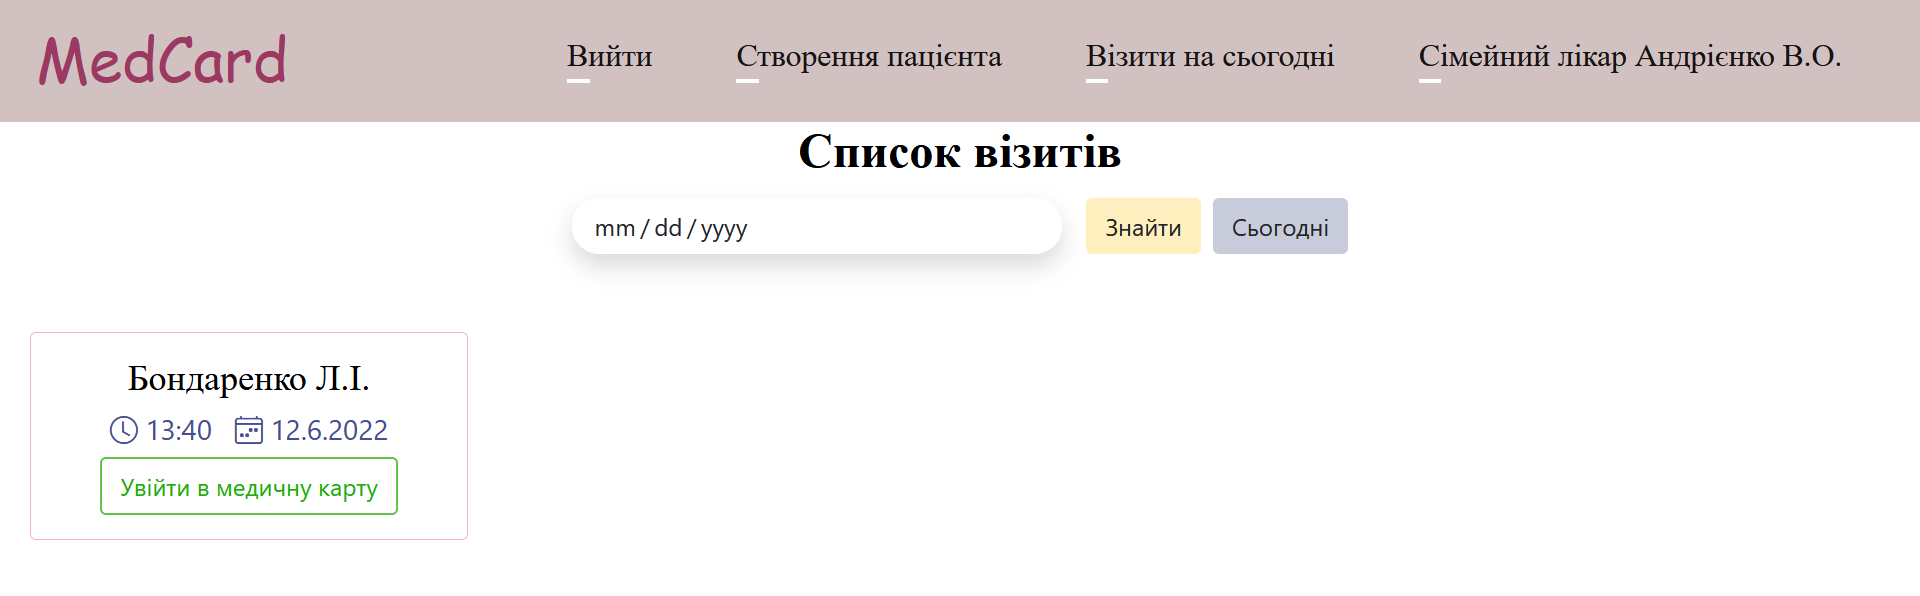 MedCard
Вийти
Створення пацієнта
Візити на сьогодні
Сімейний лікар Андрієнко В.О.
Список візитів
mm/dd/yyyy
Знайти
Сьогодні
Бондаренко Л.І.
13:40 12.6.2022
Увійти в медичну карту